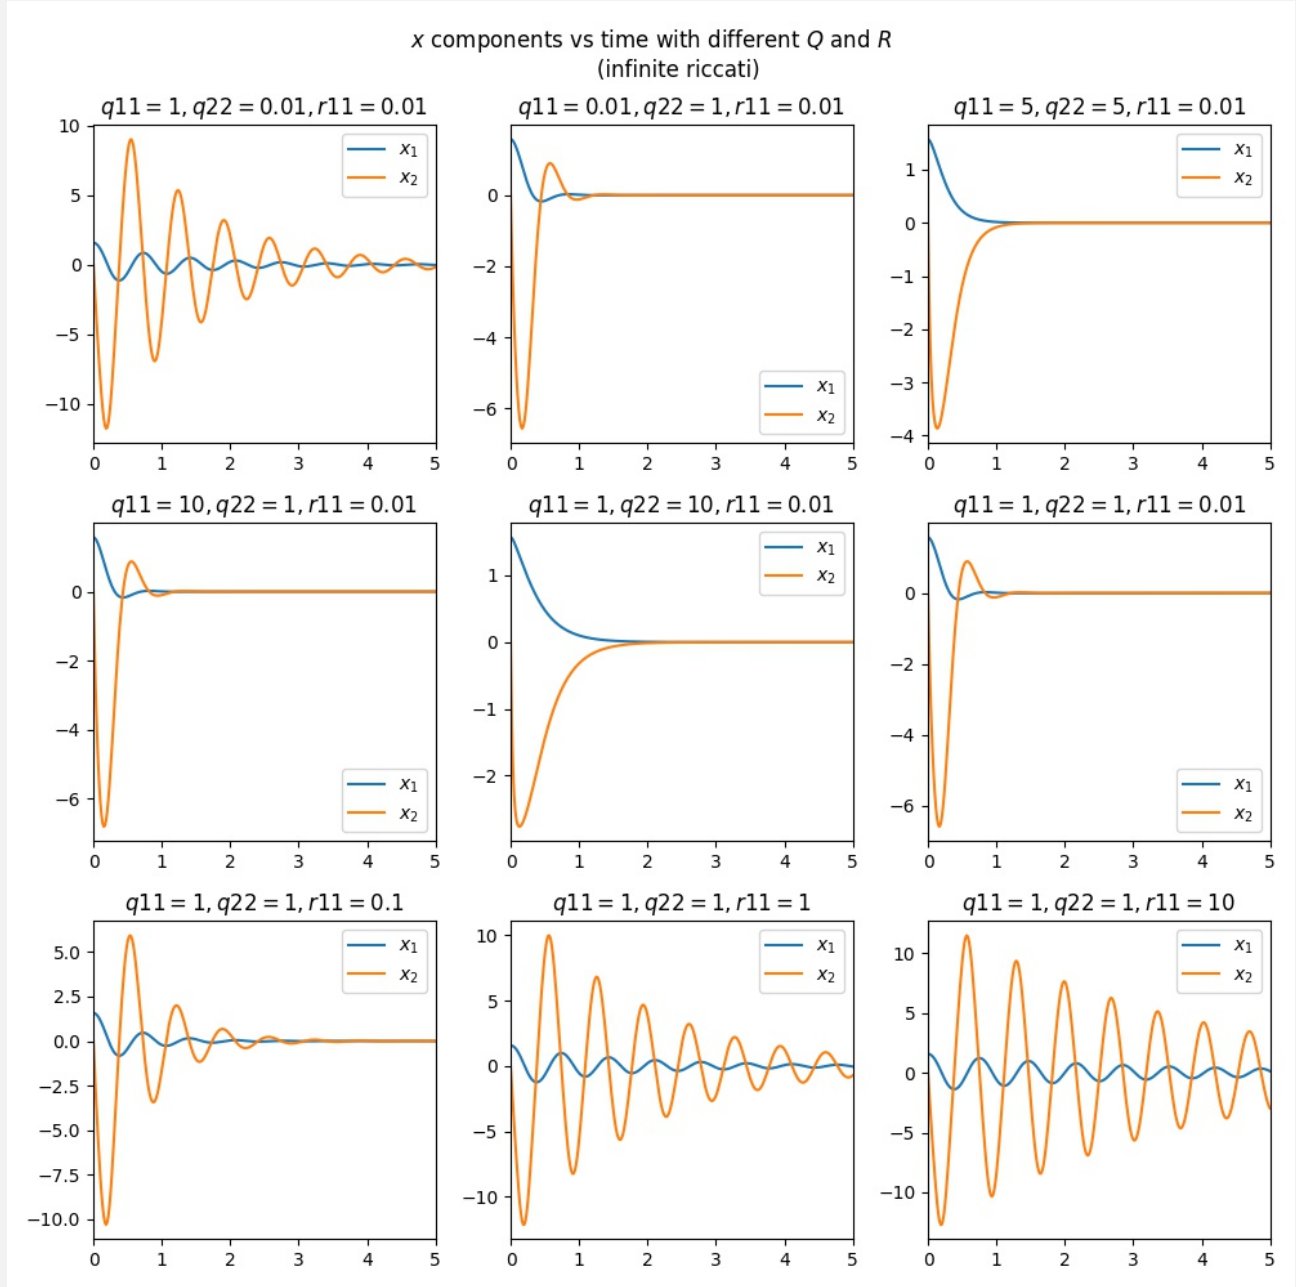 x components vs time with different Q and R
(infinite riccati)
q11 = 1, q22 = 0.01, r11 = 0.01
10
5
0
−5
−10
0 1 2 3 4 5
x₁
x₂
q11 = 0.01, q22 = 1, r11 = 0.01
0
−2
−4
−6
0 1 2 3 4 5
x₁
x₂
q11 = 5, q22 = 5, r11 = 0.01
1
0
−1
−2
−3
−4
0 1 2 3 4 5
x₁
x₂
q11 = 10, q22 = 1, r11 = 0.01
0
−2
−4
−6
0 1 2 3 4 5
x₁
x₂
q11 = 1, q22 = 10, r11 = 0.01
1
0
−1
−2
0 1 2 3 4 5
x₁
x₂
q11 = 1, q22 = 1, r11 = 0.01
0
−2
−4
−6
0 1 2 3 4 5
x₁
x₂
q11 = 1, q22 = 1, r11 = 0.1
5.0
2.5
0.0
−2.5
−5.0
−7.5
−10.0
0 1 2 3 4 5
x₁
x₂
q11 = 1, q22 = 1, r11 = 1
10
5
0
−5
−10
0 1 2 3 4 5
x₁
x₂
q11 = 1, q22 = 1, r11 = 10
10
5
0
−5
−10
0 1 2 3 4 5
x₁
x₂